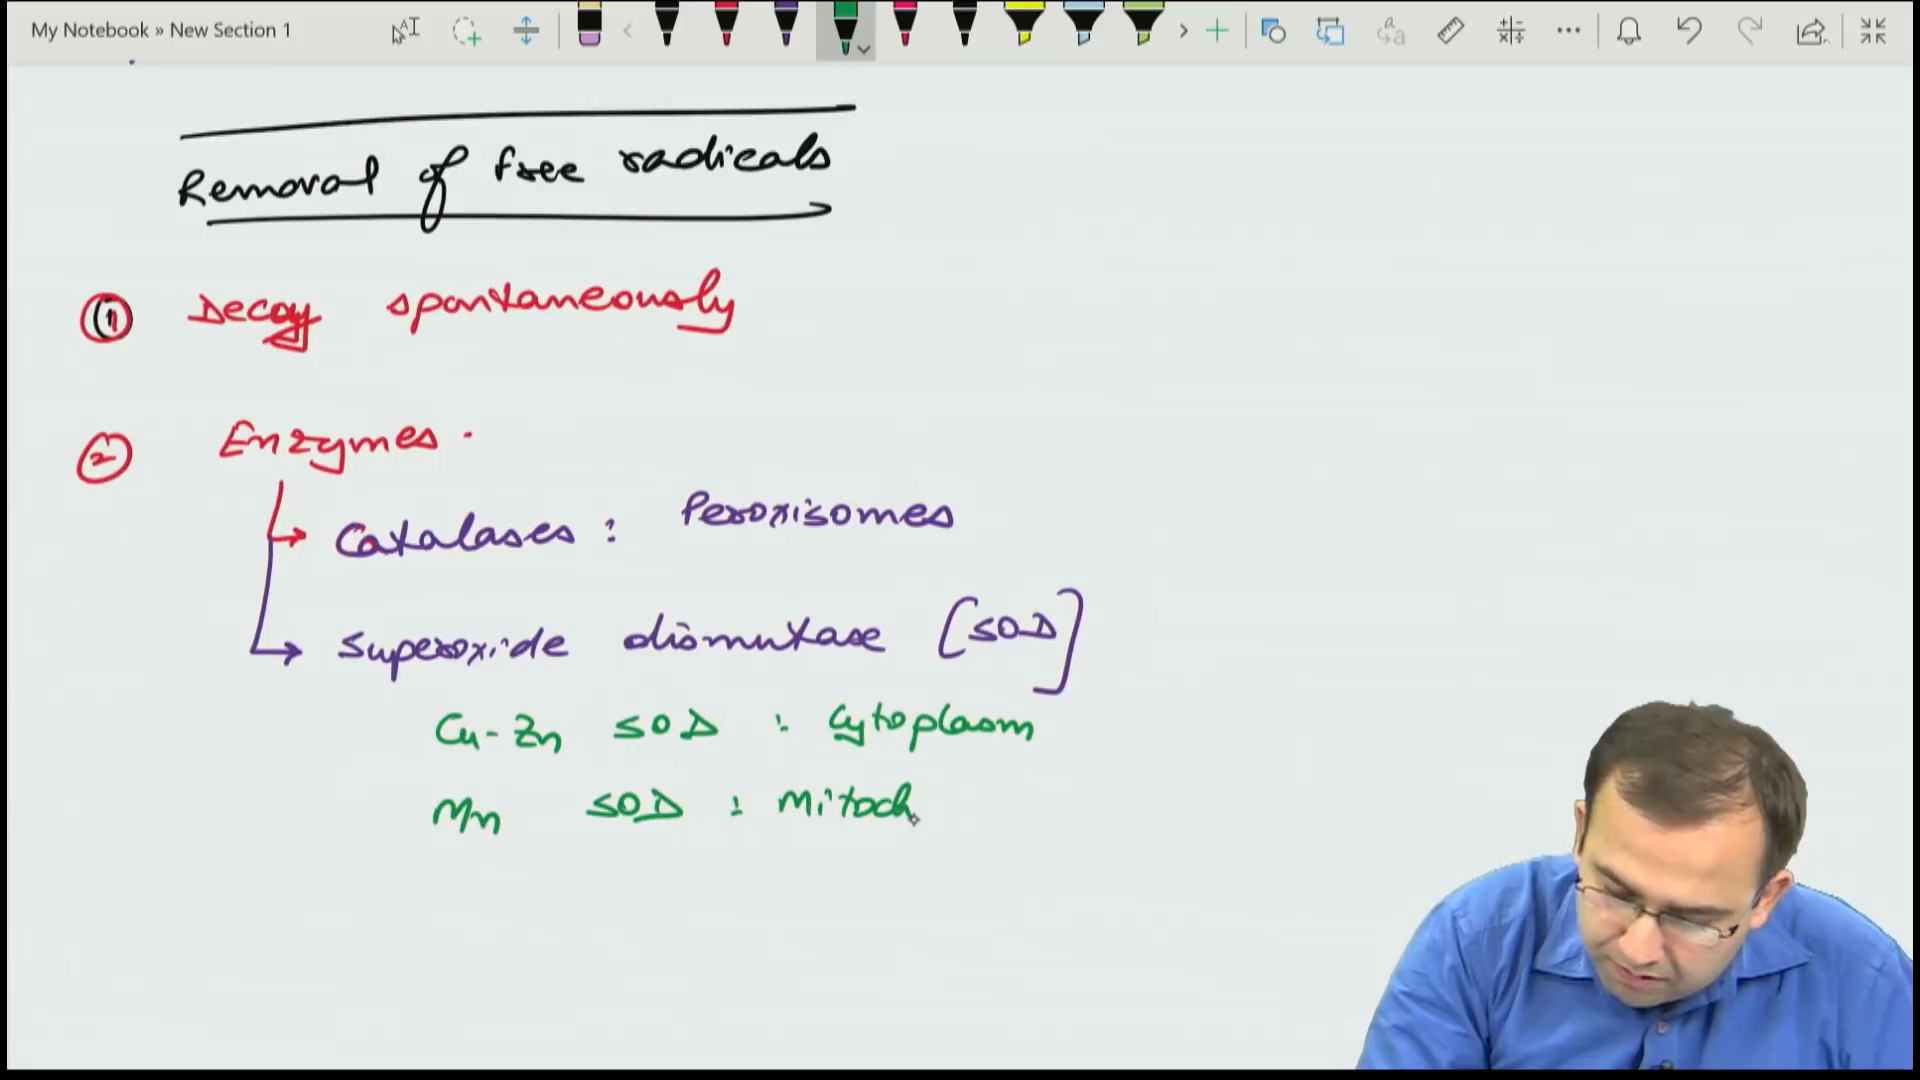 My Notebook » New Section 1
Removal of free radicals
① Decay spontaneously
② Enzymes.
Catalases : Peroxisomes
Superoxide dismutase [SOD]
Cu-Zn SOD : Cytoplasm
Mn SOD : Mitoch